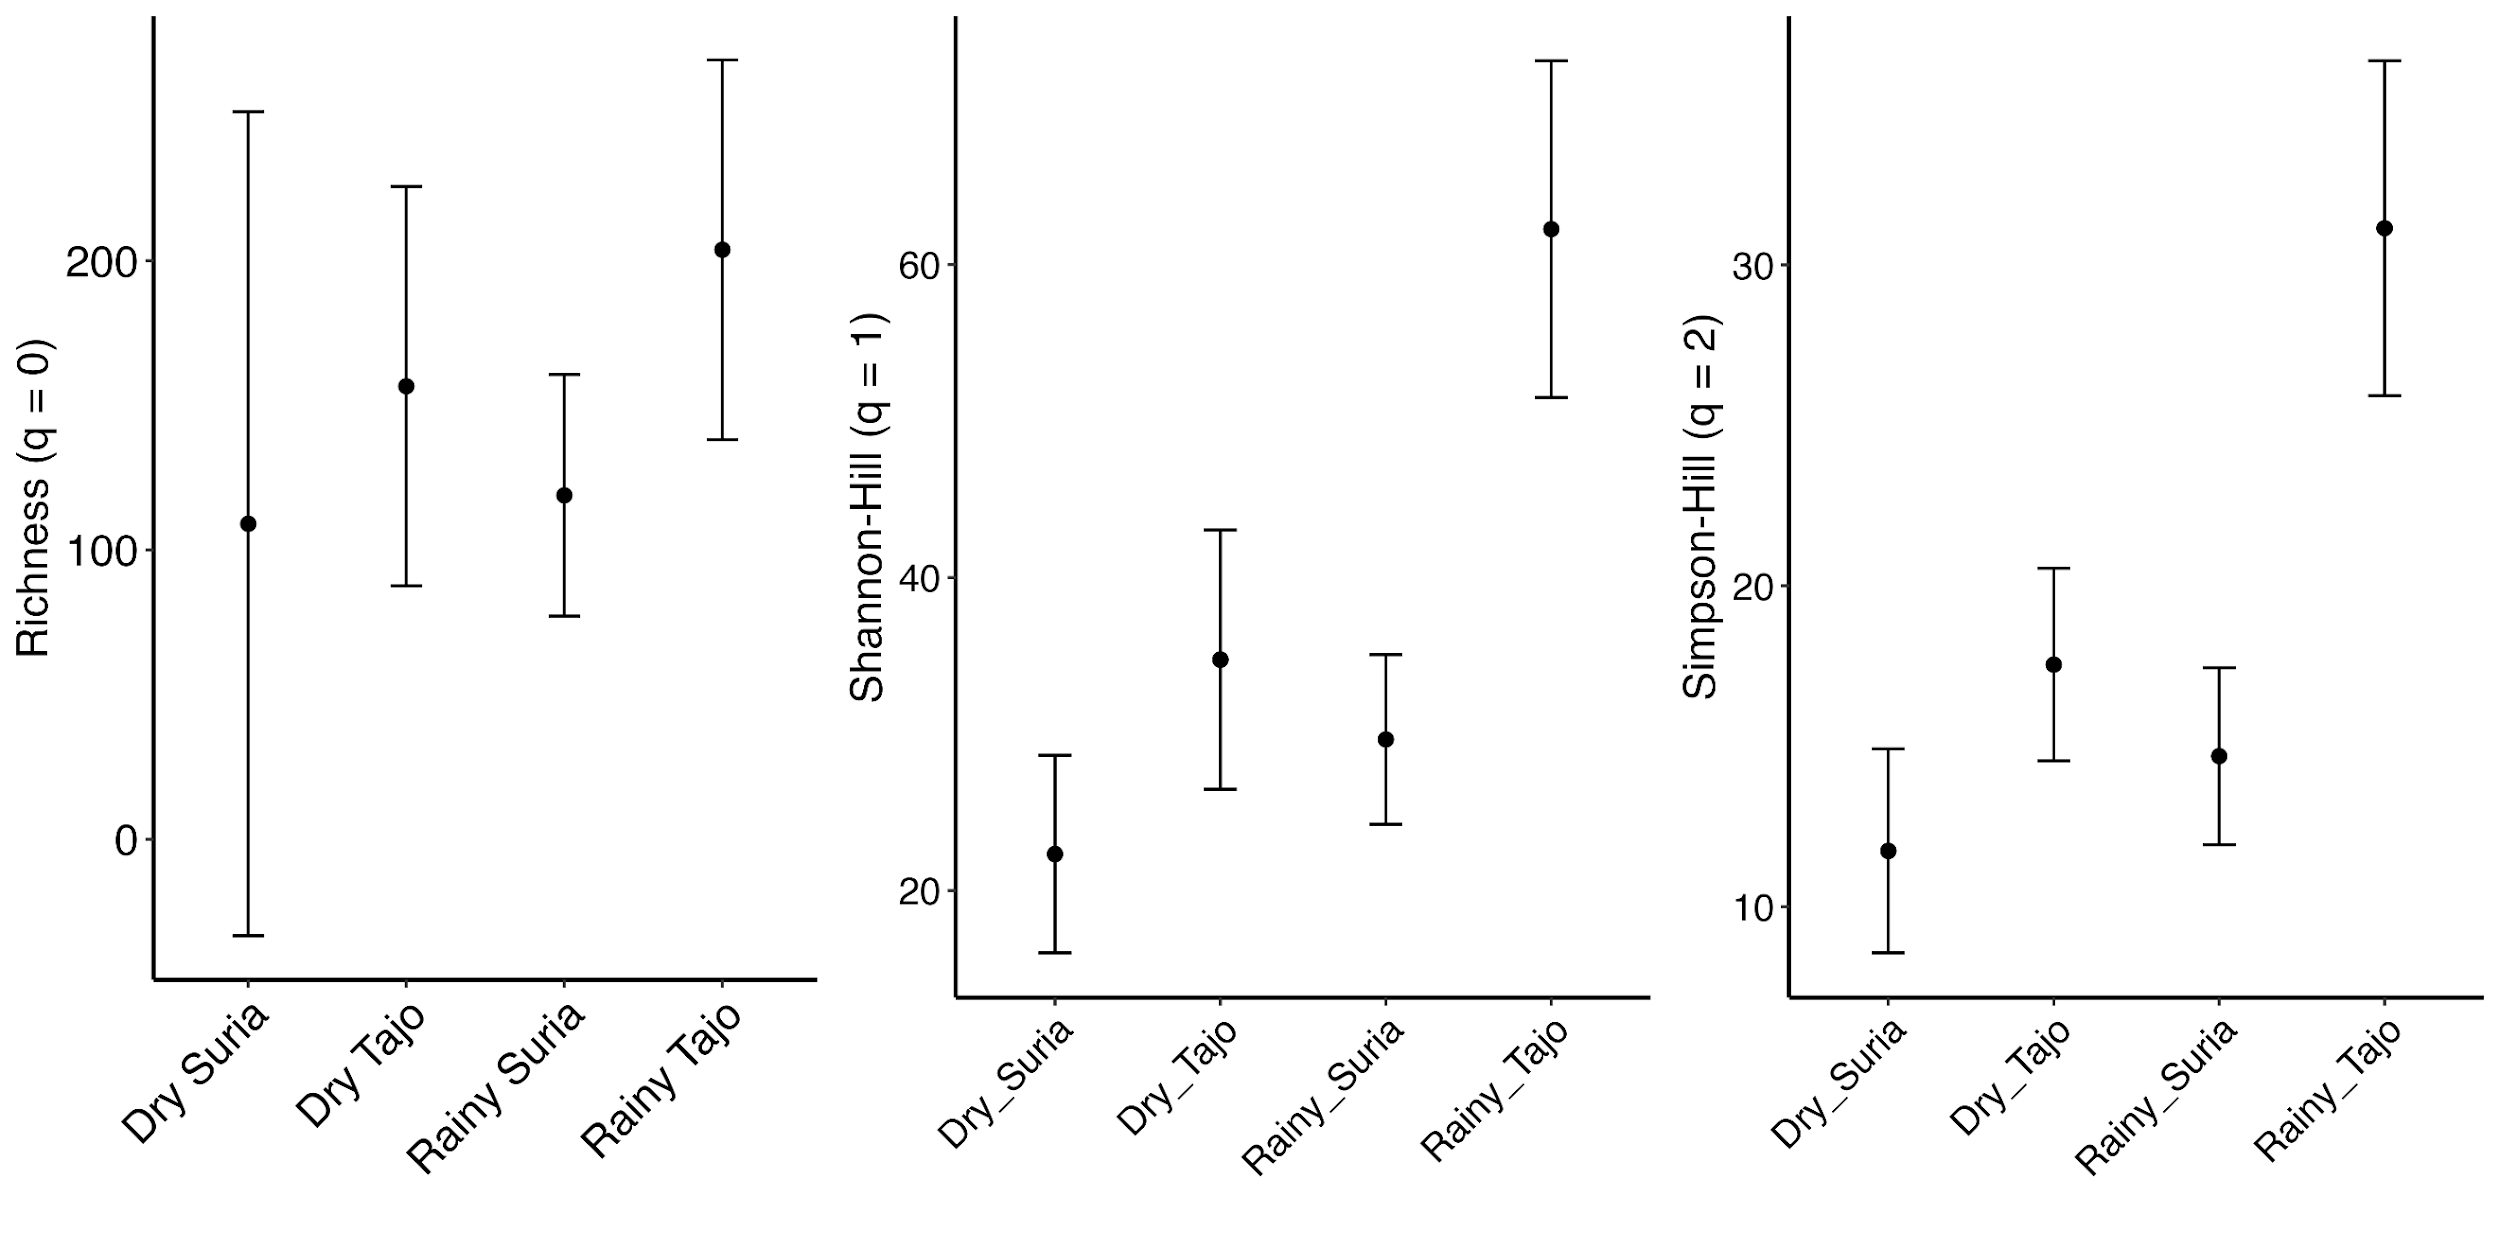 Richness (q = 0)
200
100
0
Dry Suria
Dry Tajo
Rainy Suria
Rainy Tajo
Shannon-Hill (q = 1)
60
40
20
Dry_Suria
Dry_Tajo
Rainy_Suria
Rainy_Tajo
Simpson-Hill (q = 2)
30
20
10
Dry_Suria
Dry_Tajo
Rainy_Suria
Rainy_Tajo